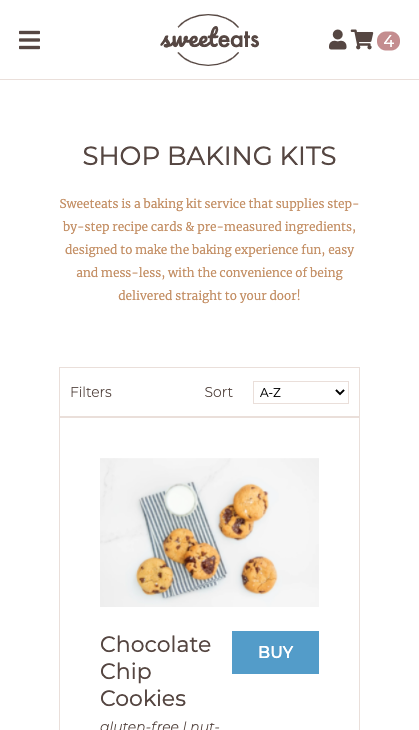 sweeteats
4
SHOP BAKING KITS
Sweeteats is a baking kit service that supplies step-
by-step recipe cards & pre-measured ingredients,
designed to make the baking experience fun, easy
and mess-less, with the convenience of being
delivered straight to your door!
Filters Sort A-Z
Chocolate
Chip
Cookies
BUY
gluten-free | nut-